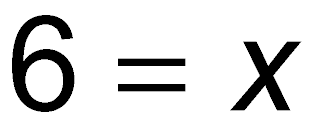 6 = x